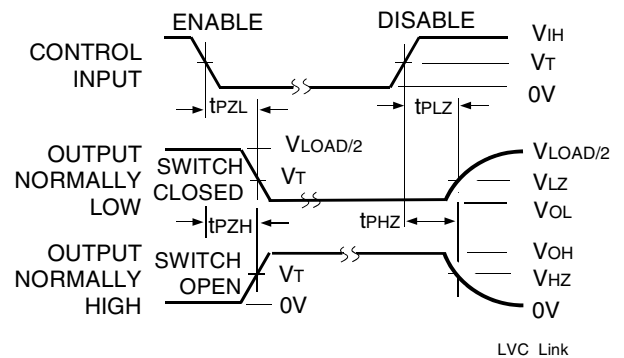 ENABLE
DISABLE
CONTROL
INPUT
VIH
VT
0V
tPZL
tPLZ
OUTPUT
NORMALLY
LOW
SWITCH
CLOSED
VLOAD/2
VT
VLOAD/2
VLZ
VOL
tPZH
tPHZ
OUTPUT
NORMALLY
HIGH
SWITCH
OPEN
VT
0V
VOH
VHZ
0V
LVC Link